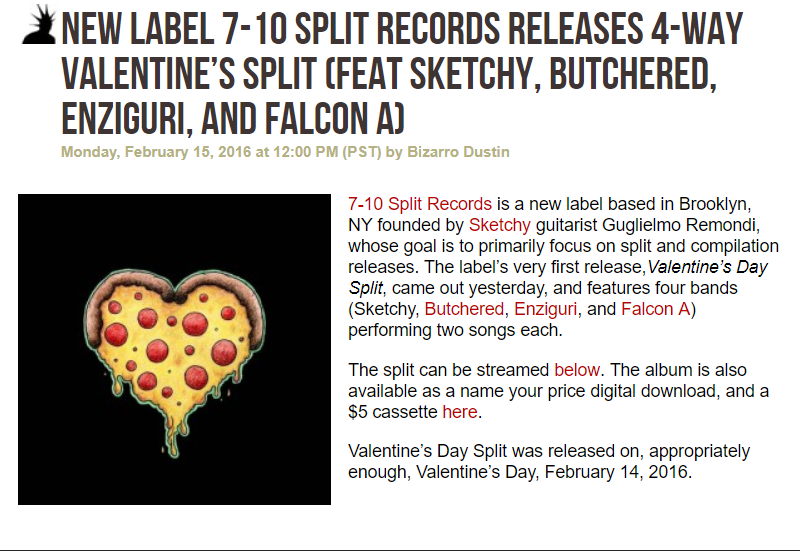 NEW LABEL 7-10 SPLIT RECORDS RELEASES 4-WAY
VALENTINE'S SPLIT (FEAT SKETCHY, BUTCHERED,
ENZIGURI, AND FALCON A)
Monday, February 15, 2016 at 12:00 PM (PST) by Bizarro Dustin
7-10 Split Records is a new label based in Brooklyn,
NY founded by Sketchy guitarist Guglielmo Remondi,
whose goal is to primarily focus on split and compilation
releases. The label's very first release,Valentine's Day
Split, came out yesterday, and features four bands
(Sketchy, Butchered, Enziguri, and Falcon A)
performing two songs each.
The split can be streamed below. The album is also
available as a name your price digital download, and a
$5 cassette here.
Valentine's Day Split was released on, appropriately
enough, Valentine's Day, February 14, 2016.